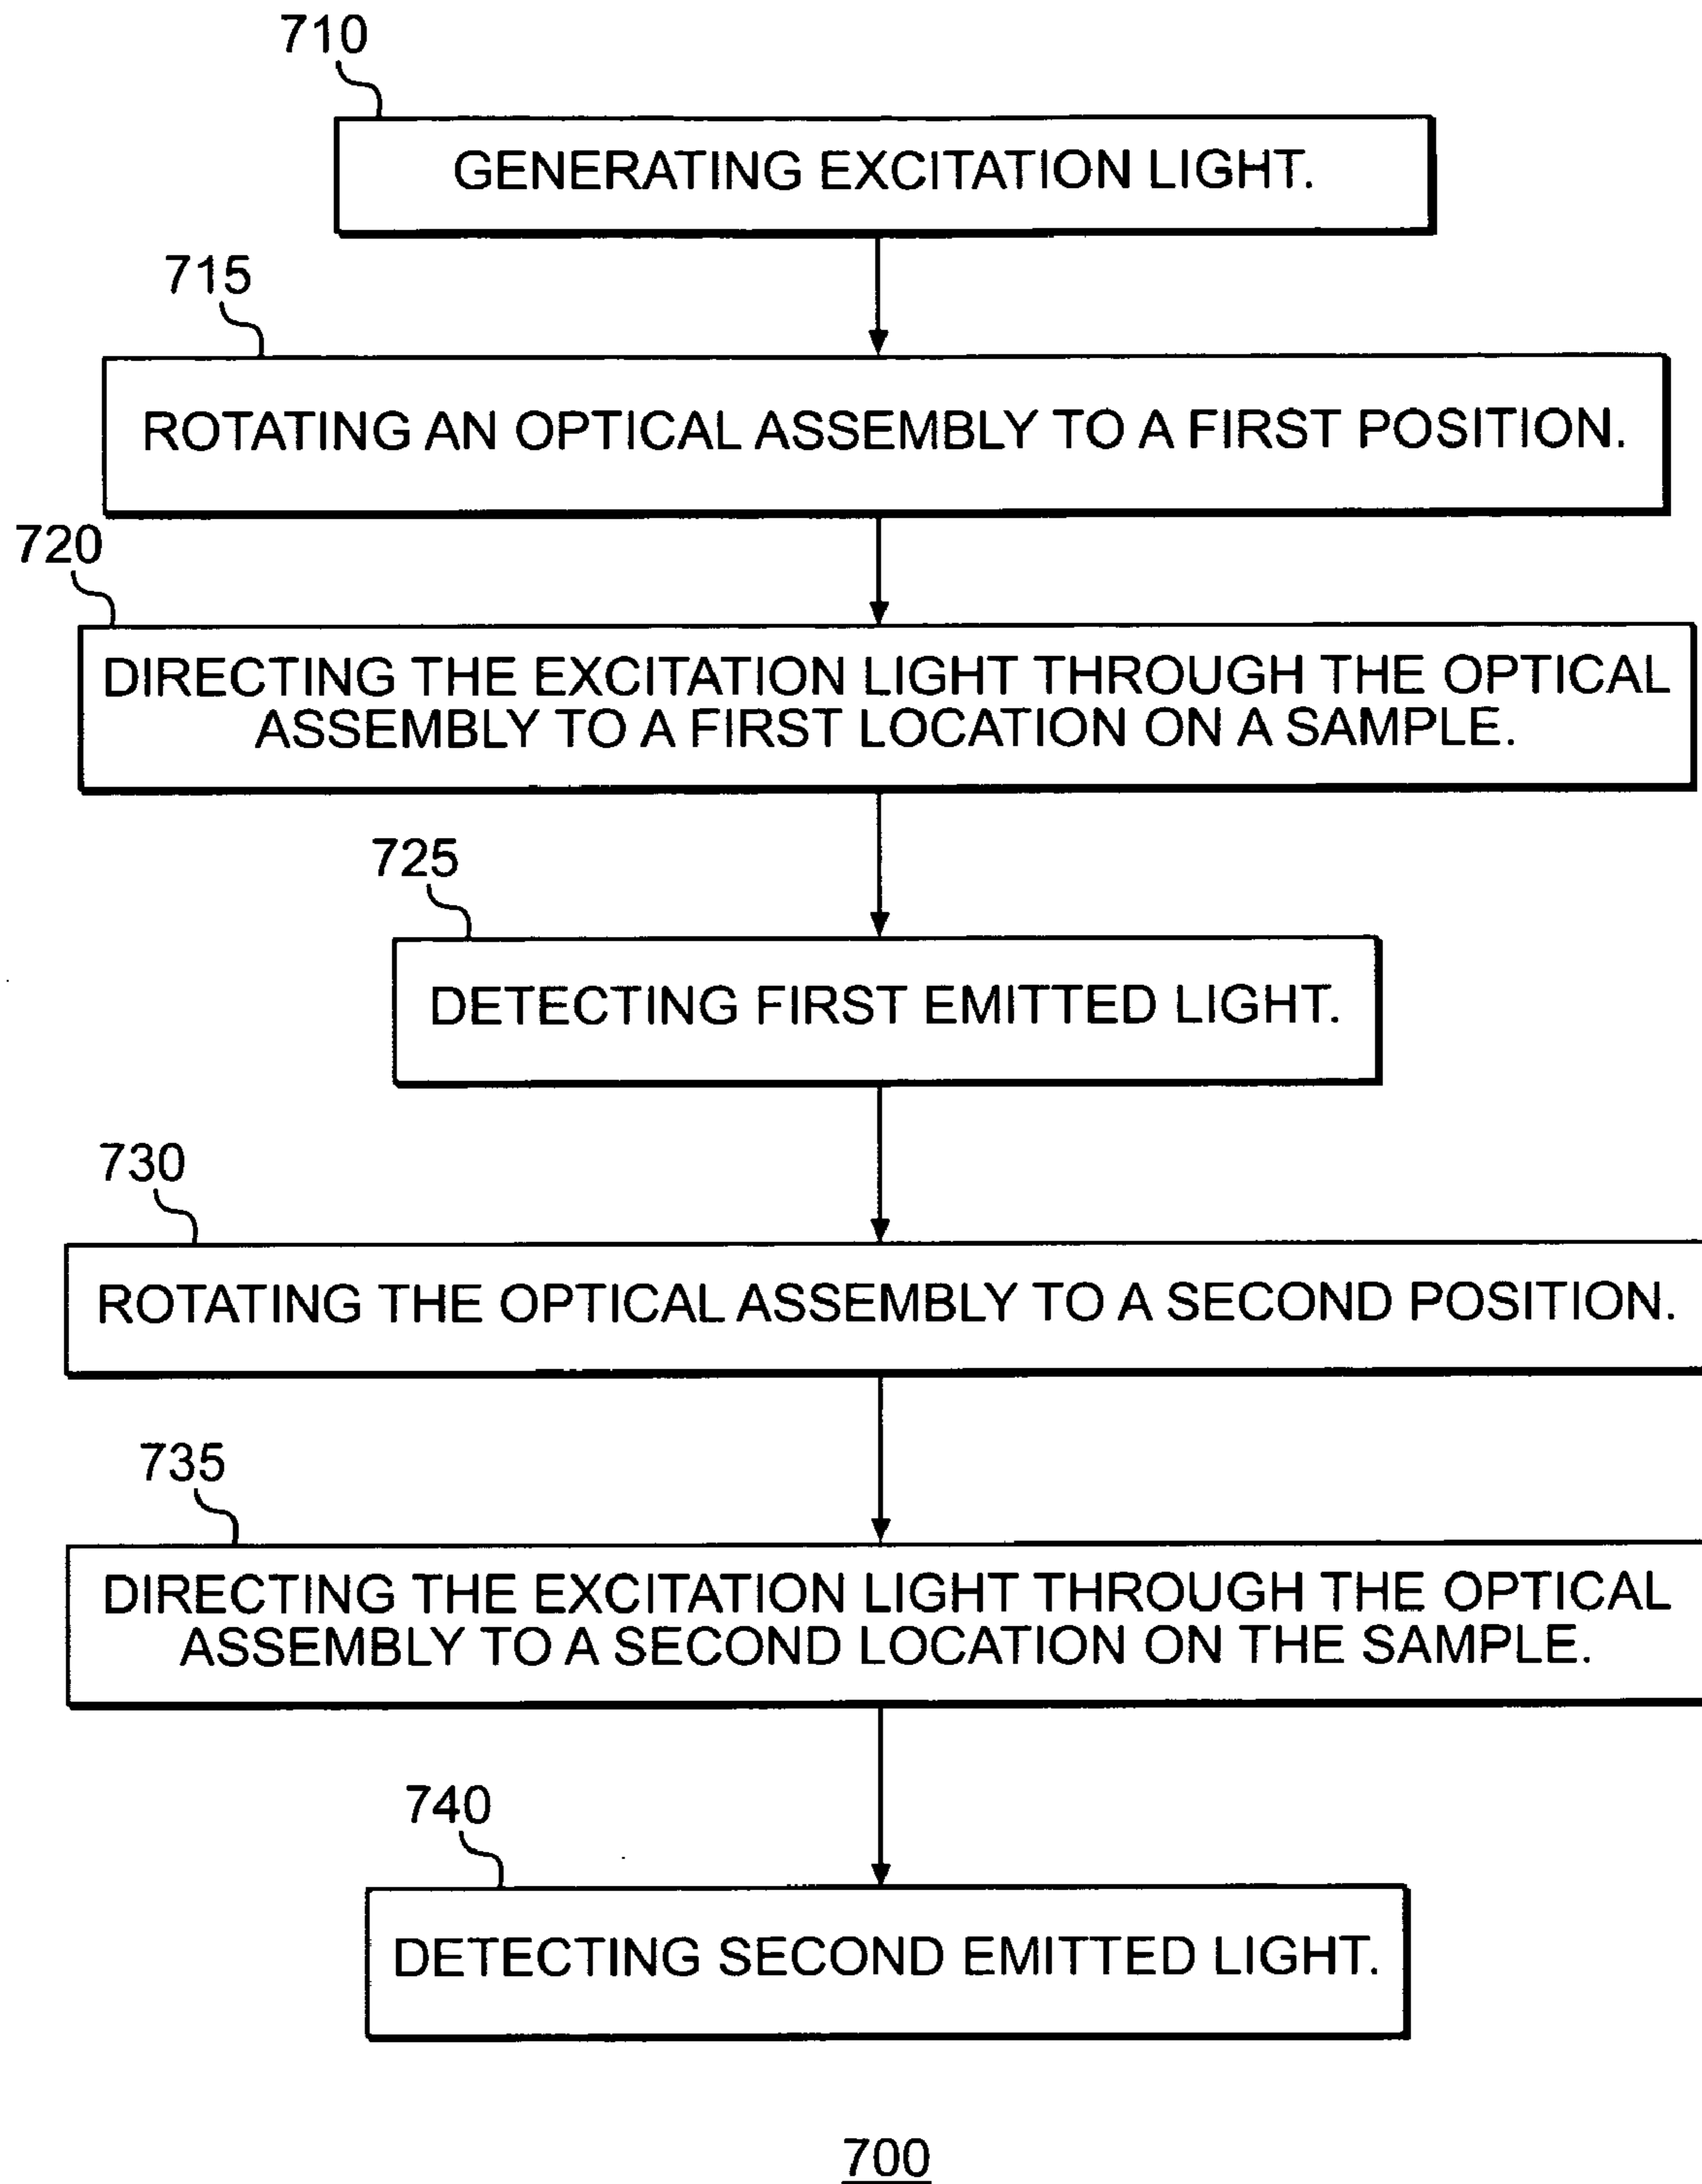 710
GENERATING EXCITATION LIGHT.
715
ROTATING AN OPTICAL ASSEMBLY TO A FIRST POSITION.
720
DIRECTING THE EXCITATION LIGHT THROUGH THE OPTICAL
ASSEMBLY TO A FIRST LOCATION ON A SAMPLE.
725
DETECTING FIRST EMITTED LIGHT.
730
ROTATING THE OPTICAL ASSEMBLY TO A SECOND POSITION.
735
DIRECTING THE EXCITATION LIGHT THROUGH THE OPTICAL
ASSEMBLY TO A SECOND LOCATION ON THE SAMPLE.
740
DETECTING SECOND EMITTED LIGHT.
700